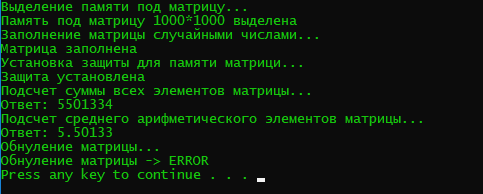 Выделение памяти под матрицу...
Память под матрицу 1000*1000 выделена
Заполнение матрицы случайными числами...
Матрица заполнена
Установка защиты для памяти матрици...
Защита установлена
Подсчет суммы всех элементов матрицы...
Ответ: 5501334
Подсчет среднего арифметического элементов матрицы...
Ответ: 5.50133
Обнуление матрицы...
Обнуление матрицы -> ERROR
Press any key to continue . . .